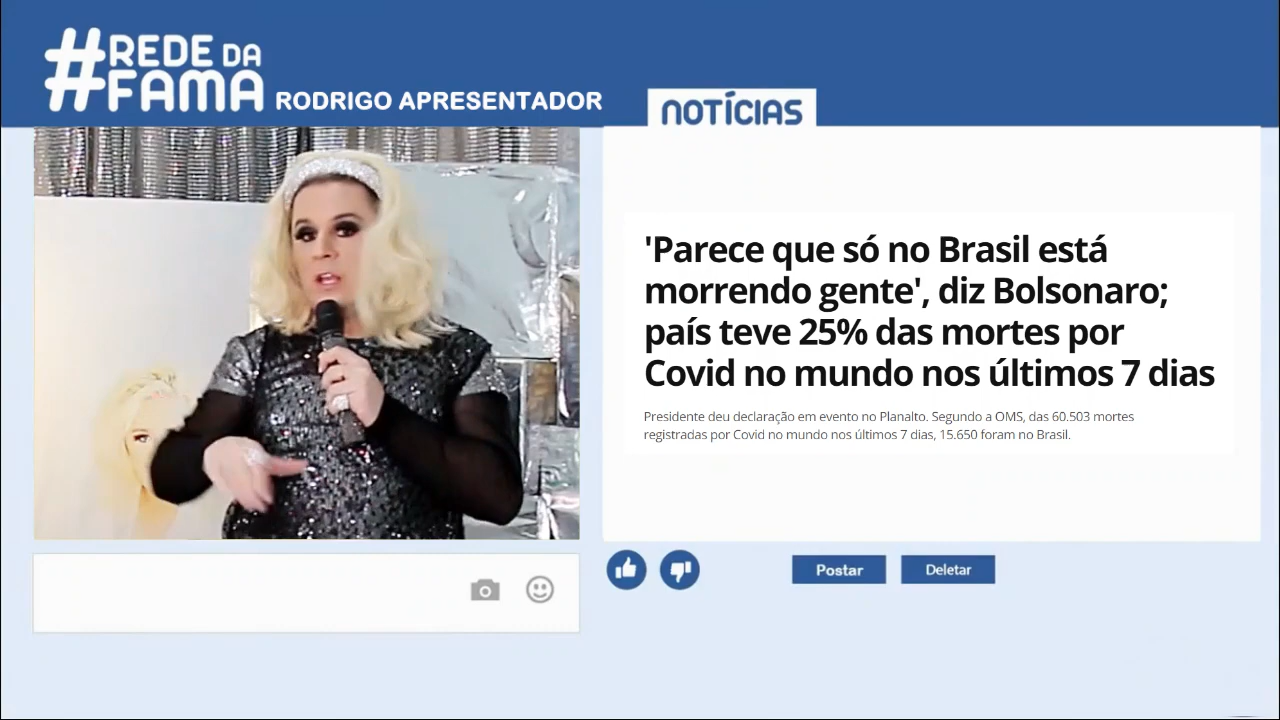 #REDE DA
FAMA RODRIGO APRESENTADOR
NOTÍCIAS
'Parece que só no Brasil está
morrendo gente', diz Bolsonaro;
país teve 25% das mortes por
Covid no mundo nos últimos 7 dias
Presidente deu declaração em evento no Planalto. Segundo a OMS, das 60.503 mortes
registradas por Covid no mundo nos últimos 7 dias, 15.650 foram no Brasil.
Postar Deletar